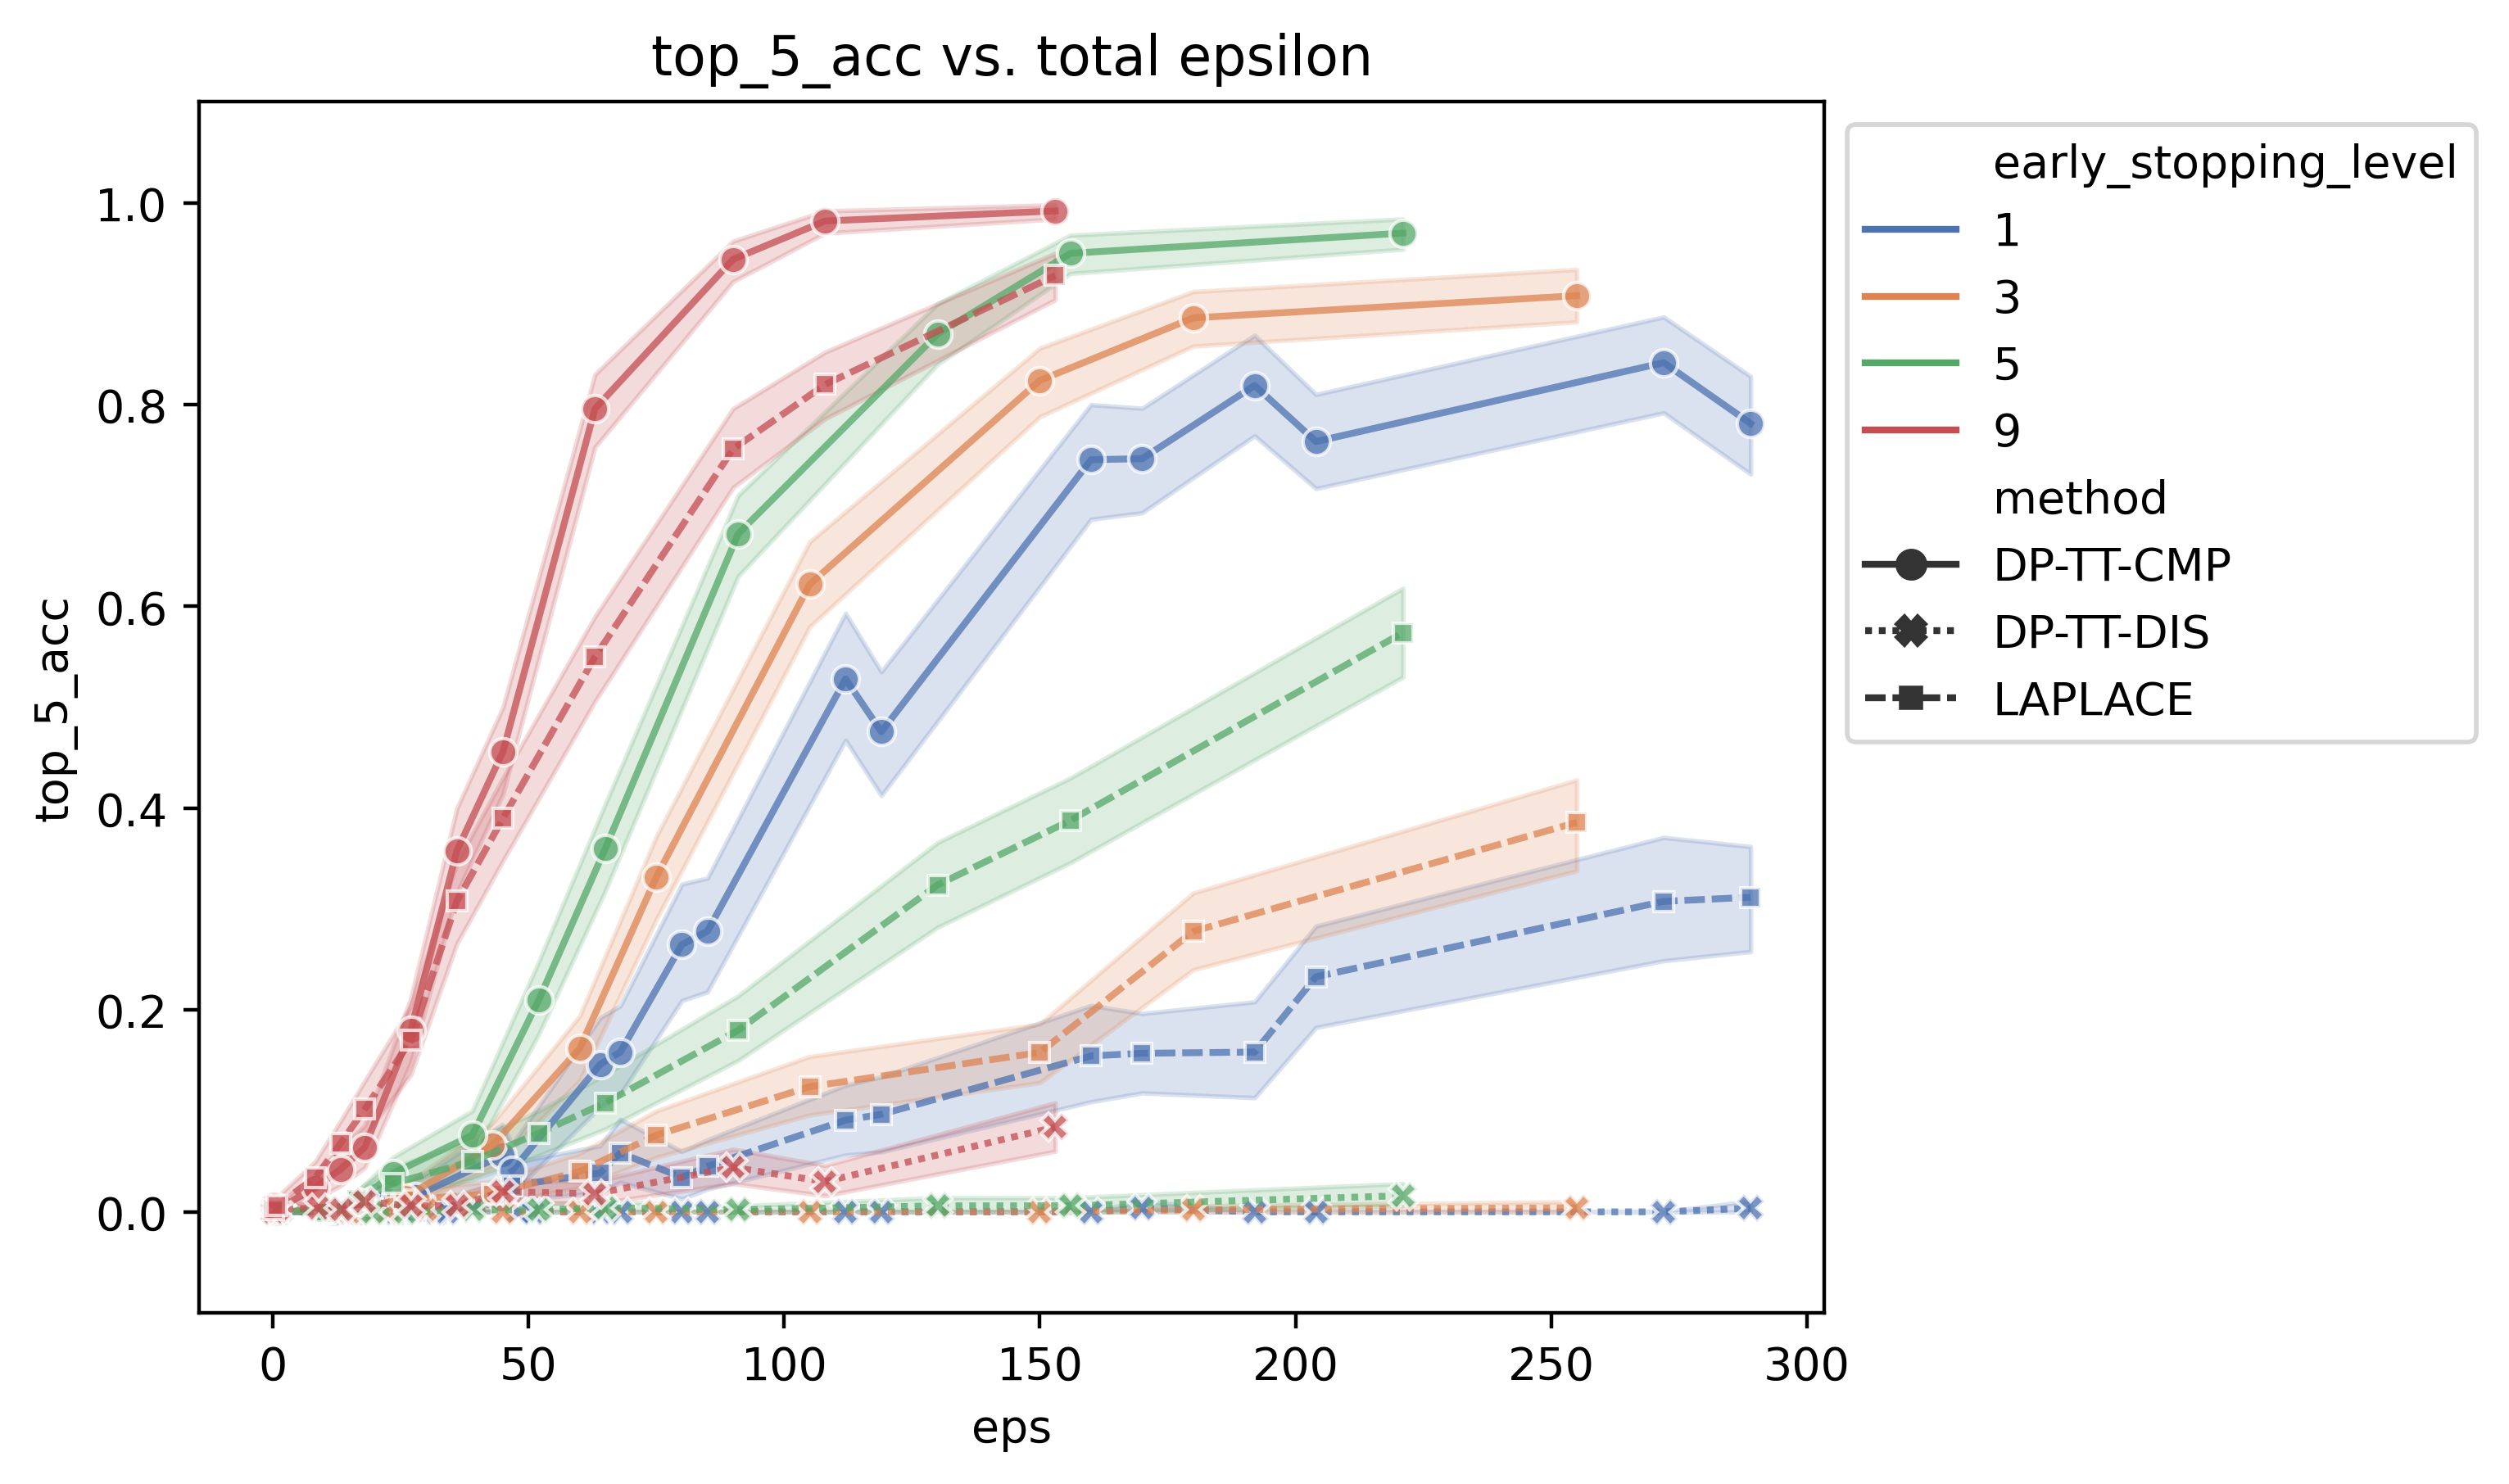 top_5_acc vs. total epsilon
top_5_acc
1.0
0.8
0.6
0.4
0.2
0.0
0 50 100 150 200 250 300
eps
early_stopping_level
1
3
5
9
method
DP-TT-CMP
DP-TT-DIS
LAPLACE